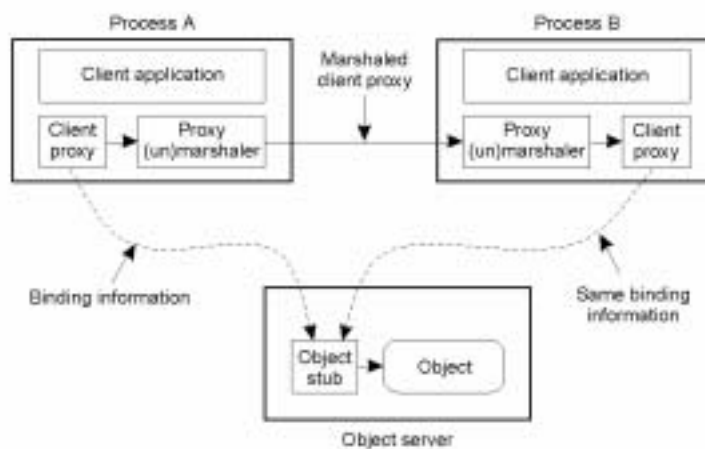 Process A
Process B
Client application
Marshaled
client proxy
Client application
Client
proxy
Proxy
(un)marshaler
Proxy
(un)marshaler
Client
proxy
Binding information
Same binding
information
Object
stub
Object
Object server